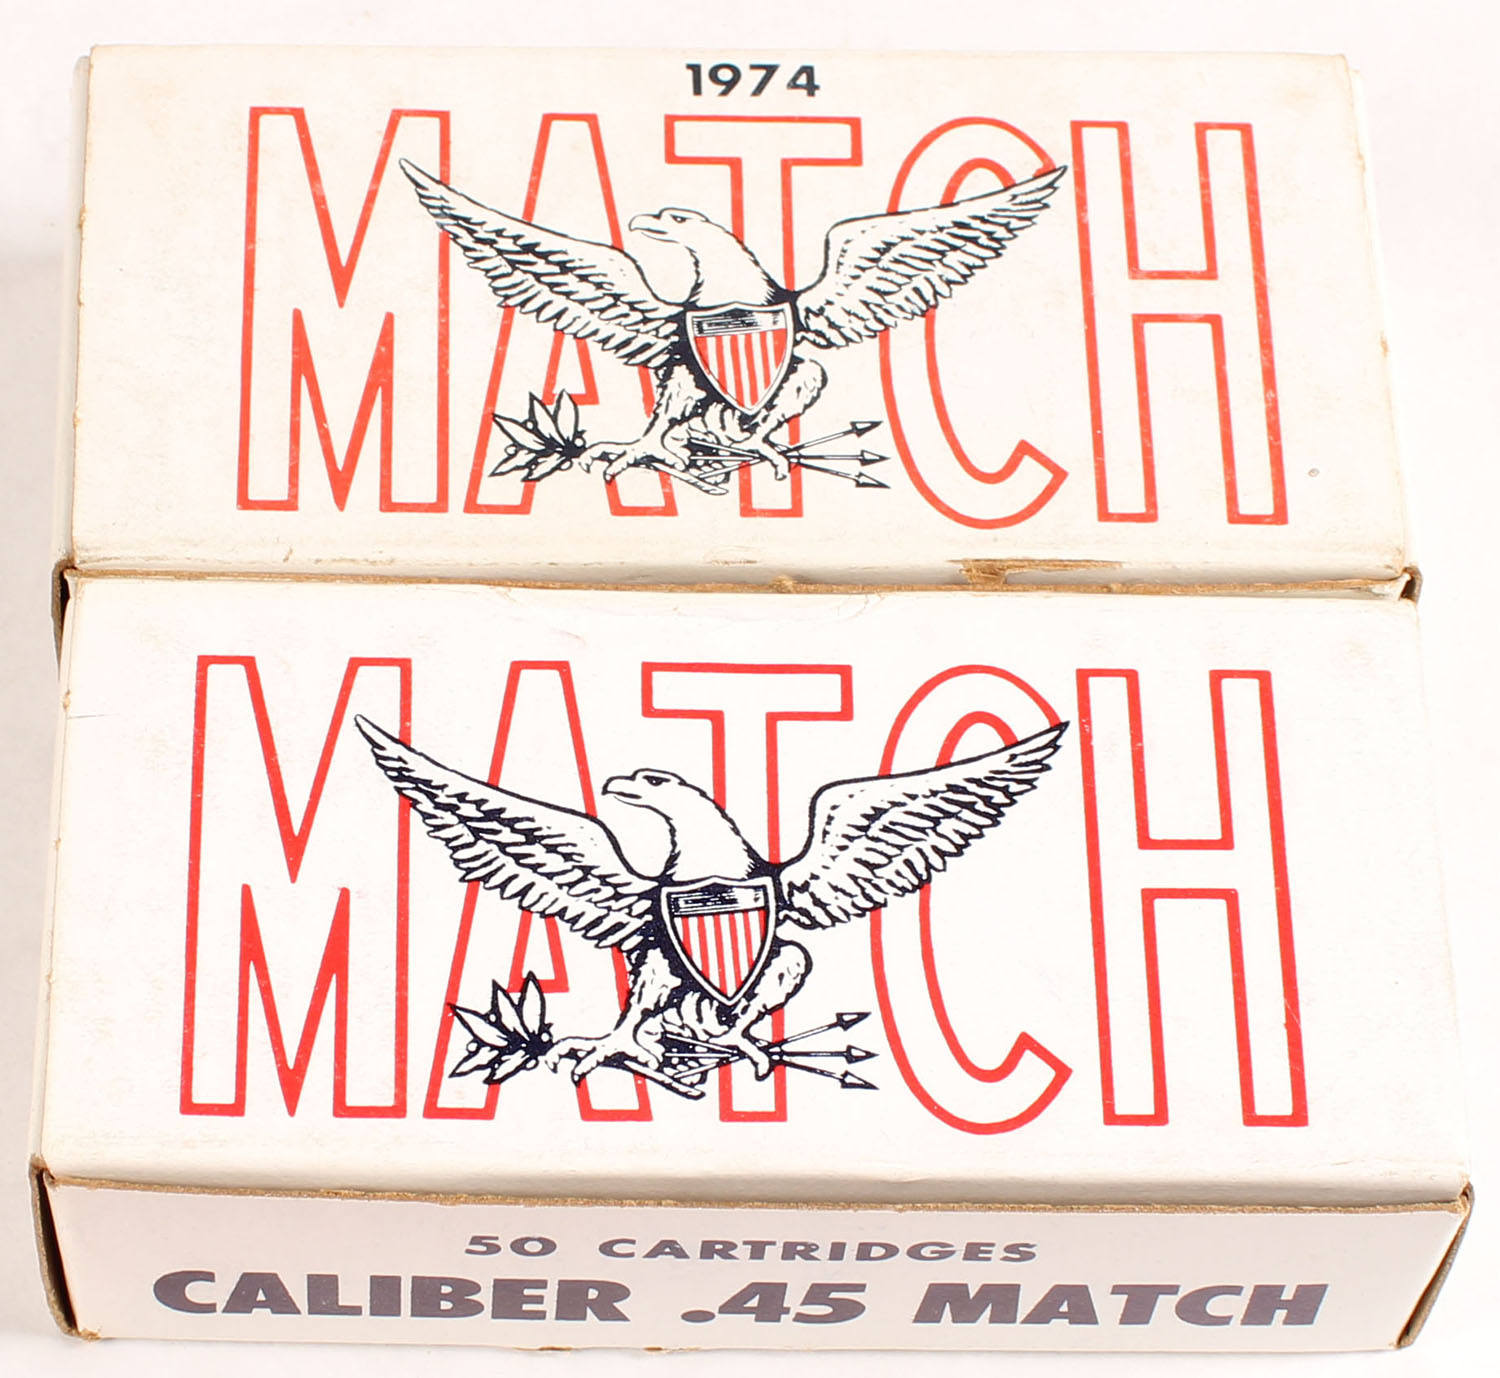 1974
MATCH
MATCH
50 CARTRIDGES
CALIBER .45 MATCH